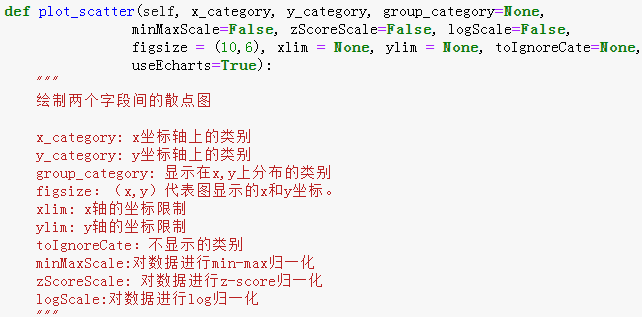 def plot_scatter(self, x_category, y_category, group_category=None,
minMaxScale=False, zScoreScale=False, logScale=False,
figsize = (10,6), xlim = None, ylim = None, toIgnoreCate=None,
useEcharts=True):
"""
绘制两个字段间的散点图
x_category: x坐标轴上的类别
y_category: y坐标轴上的类别
group_category: 显示在x,y上分布的类别
figsize: （x,y）代表图显示的x和y坐标。
xlim: x轴的坐标限制
ylim: y轴的坐标限制
toIgnoreCate: 不显示的类别
minMaxScale:对数据进行min-max归一化
zScoreScale: 对数据进行z-score归一化
logScale:对数据进行log归一化
"""